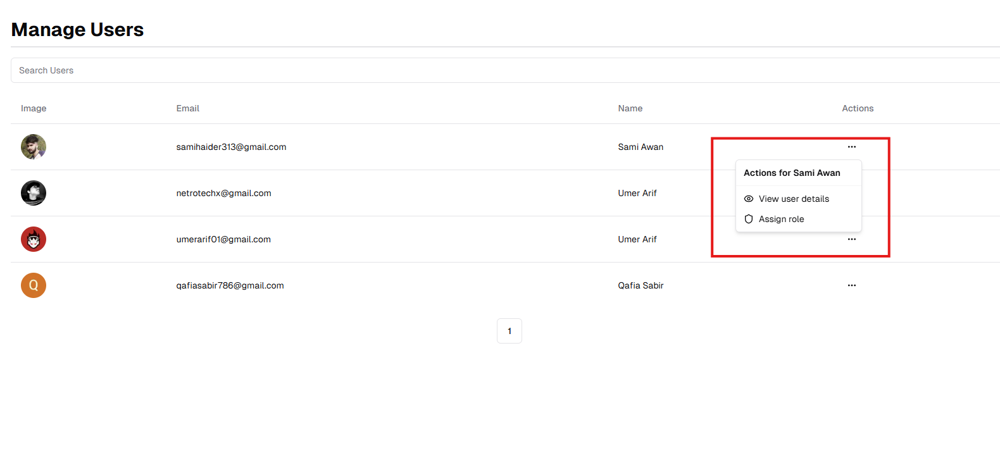 Manage Users
Search Users
Image Email Name Actions
samihaider313@gmail.com Sami Awan ...
Actions for Sami Awan
netrotechx@gmail.com Umer Arif
View user details
Assign role
umerarif01@gmail.com Umer Arif ...
Q qafiasabir786@gmail.com Qafia Sabir ...
1